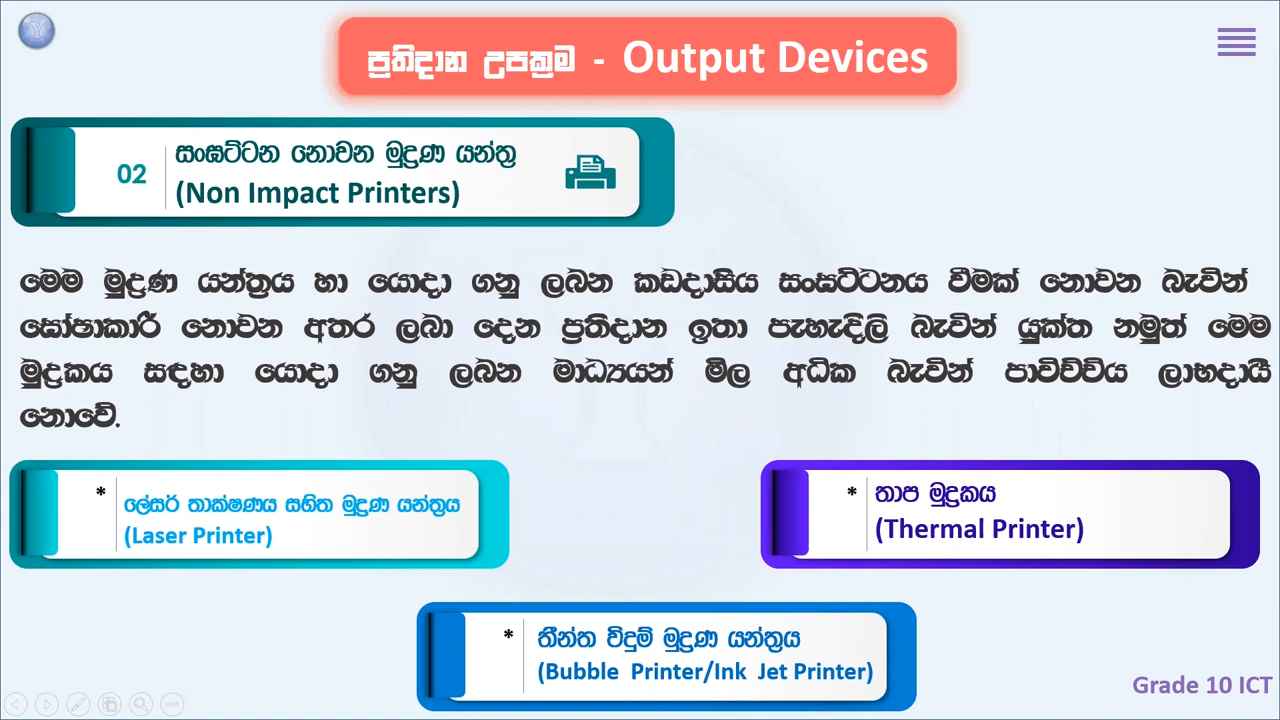 ප්‍රතිදාන උපක්‍රම - Output Devices
02
සංඝට්ටන නොවන මුද්‍රණ යන්ත්‍ර
(Non Impact Printers)
මෙම මුද්‍රණ යන්ත්‍රය හා යොදා ගනු ලබන කඩදාසිය සංඝට්ටනය වීමක් නොවන බැවින්
ඝෝෂාකාරී නොවන අතර ලබා දෙන ප්‍රතිදාන ඉතා පැහැදිලි බැවින් යුක්ත නමුත් මෙම
මුද්‍රකය සඳහා යොදා ගනු ලබන මාධ්‍යයන් මිල අධික බැවින් පාවිච්චිය ලාභදායී
නොවේ.
* ලේසර් තාක්ෂණය සහිත මුද්‍රණ යන්ත්‍රය
(Laser Printer)
* තාප මුද්‍රකය
(Thermal Printer)
* තීන්ත විදුම් මුද්‍රණ යන්ත්‍රය
(Bubble Printer/Ink Jet Printer)
Grade 10 ICT